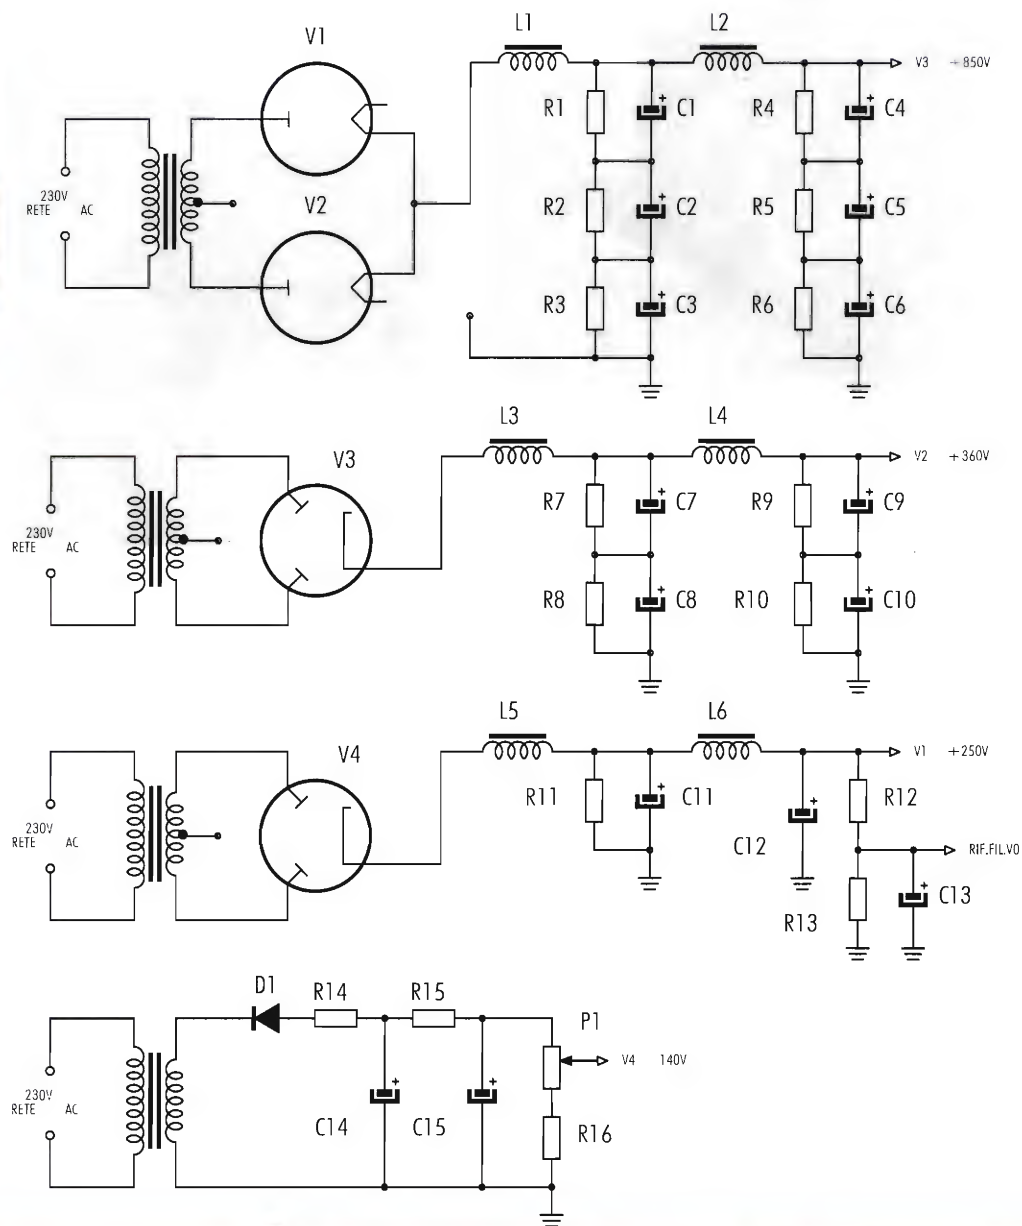 L1 L2
V1
V3 +850V
R1 C1 R4 C4
230V
RETE AC
V2
R2 C2 R5 C5
R3 C3 R6 C6
L3 L4
V3
V2 +360V
R7 C7 R9 C9
230V
RETE AC
R8 C8 R10 C10
L5 L6
V4
V1 +250V
R11 C11 R12
230V
RETE AC
C12
RIF.FIL.VO
R13 C13
D1 R14 R15
P1
V4 140V
230V
RETE AC
C14 C15 R16
+ + + +
+ + + +
+ + + +
+ + + +
+ + + +
+ +